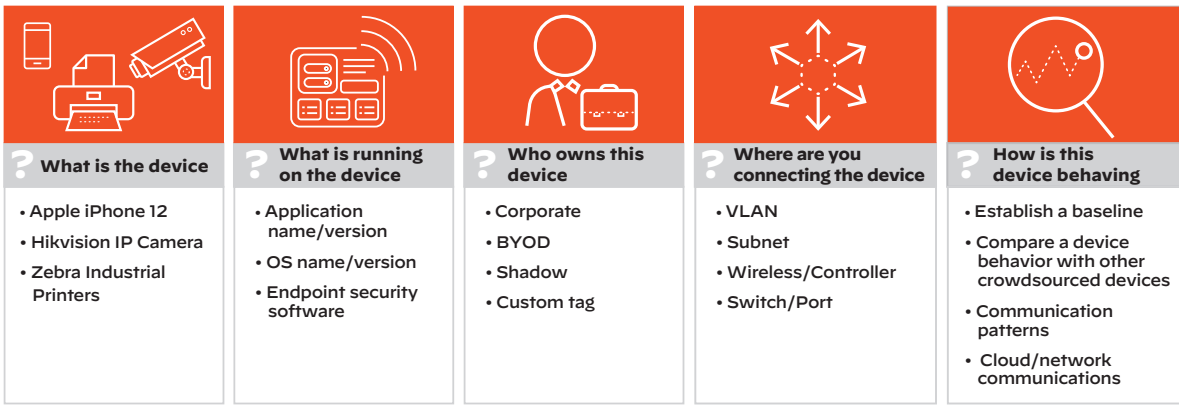 ? What is the device
• Apple iPhone 12
• Hikvision IP Camera
• Zebra Industrial
Printers
? What is running
on the device
• Application
name/version
• OS name/version
• Endpoint security
software
? Who owns this
device
• Corporate
• BYOD
• Shadow
• Custom tag
? Where are you
connecting the device
• VLAN
• Subnet
• Wireless/Controller
• Switch/Port
? How is this
device behaving
• Establish a baseline
• Compare a device
behavior with other
crowdsourced devices
• Communication
patterns
• Cloud/network
communications